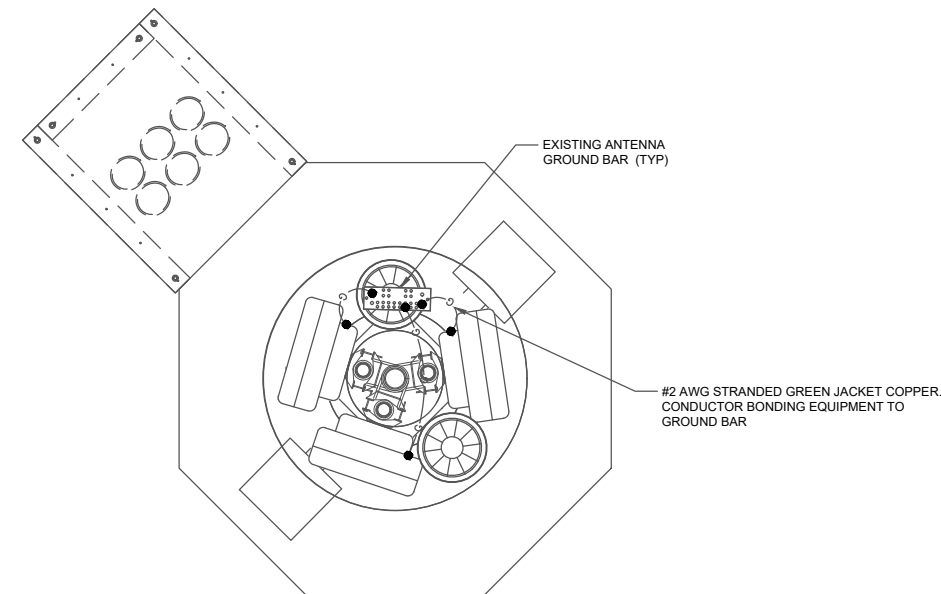 EXISTING ANTENNA
GROUND BAR (TYP)
G
G
G
#2 AWG STRANDED GREEN JACKET COPPER.
CONDUCTOR BONDING EQUIPMENT TO
GROUND BAR
G